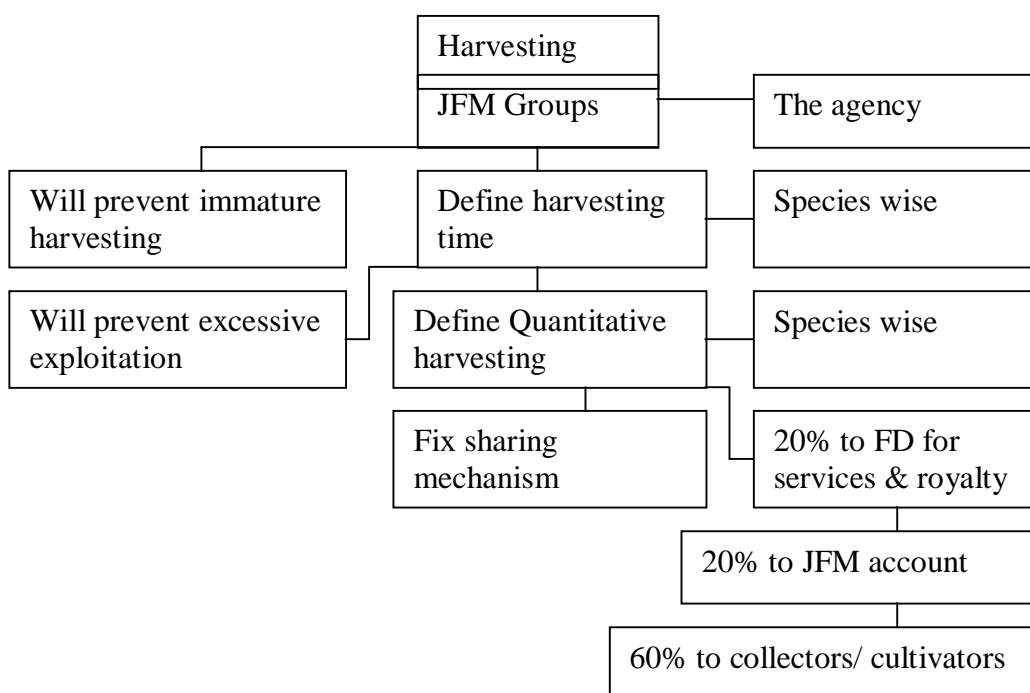 Harvesting
JFM Groups
The agency
Will prevent immature
harvesting
Define harvesting
time
Species wise
Will prevent excessive
exploitation
Define Quantitative
harvesting
Species wise
Fix sharing
mechanism
20% to FD for
services & royalty
20% to JFM account
60% to collectors/ cultivators